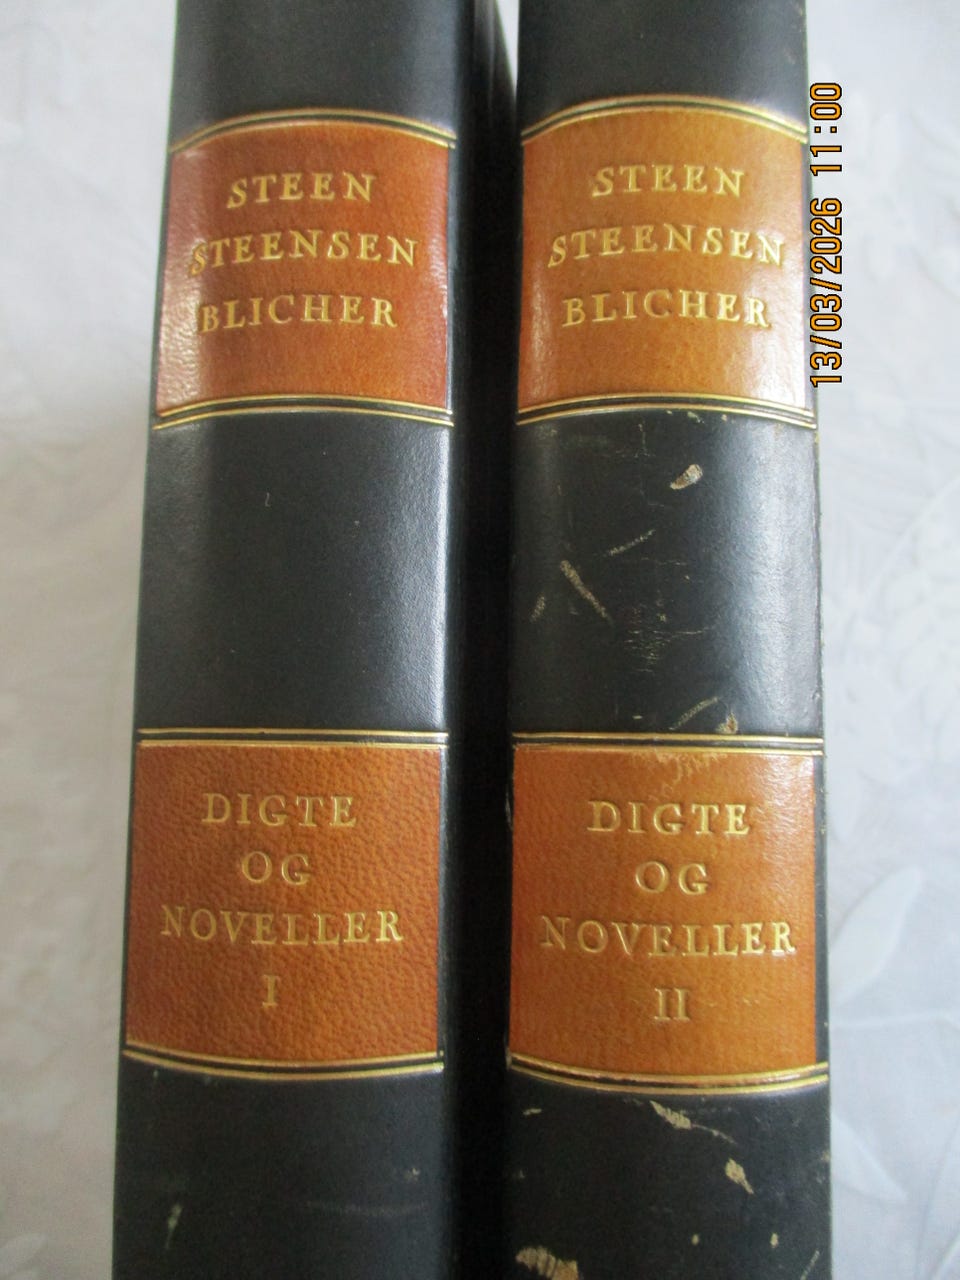 STEEN
STEENSEN
BLICHER
DIGTE
OG
NOVELLER
I
STEEN
STEENSEN
BLICHER
DIGTE
OG
NOVELLER
II
13/03/2026 11:00